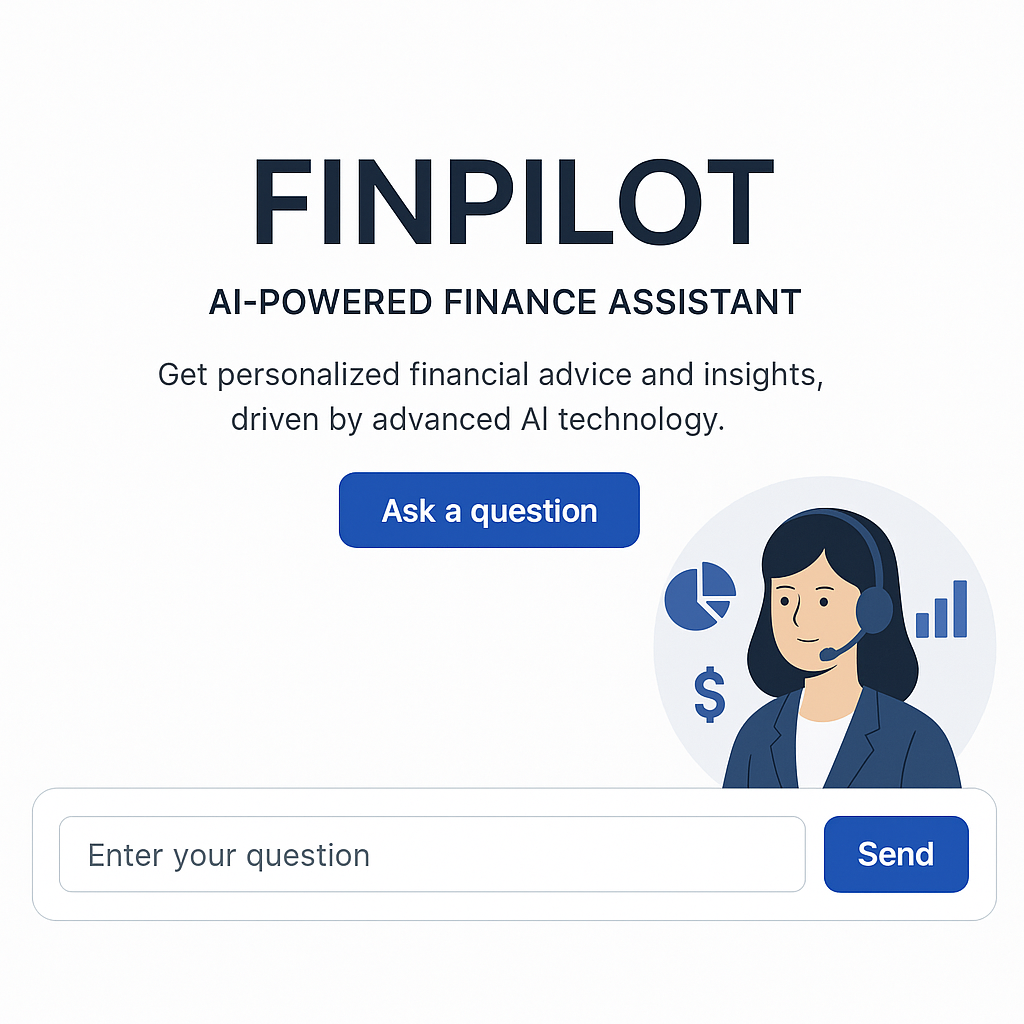 FINPILOT
AI-POWERED FINANCE ASSISTANT
Get personalized financial advice and insights,
driven by advanced AI technology.
Ask a question
$
Enter your question
Send